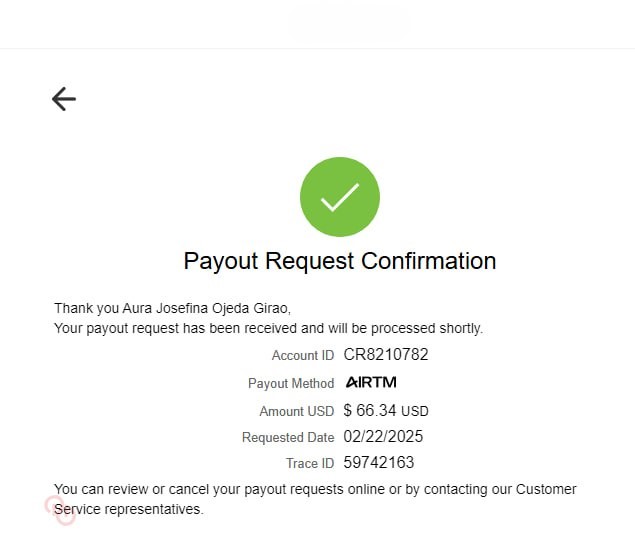 Payout Request Confirmation
Thank you Aura Josefina Ojeda Girao,
Your payout request has been received and will be processed shortly.
Account ID CR8210782
Payout Method AIRTM
Amount USD $ 66.34 USD
Requested Date 02/22/2025
Trace ID 59742163
You can review or cancel your payout requests online or by contacting our Customer
Service representatives.